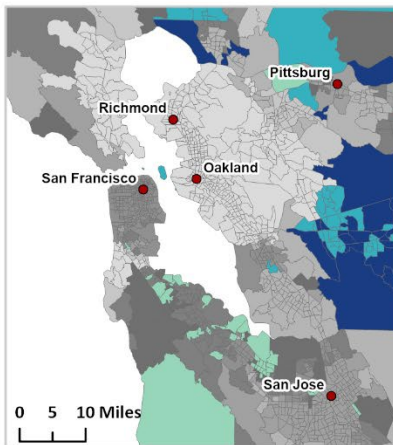 Pittsburg
Richmond
Oakland
San Francisco
San Jose
0 5 10 Miles